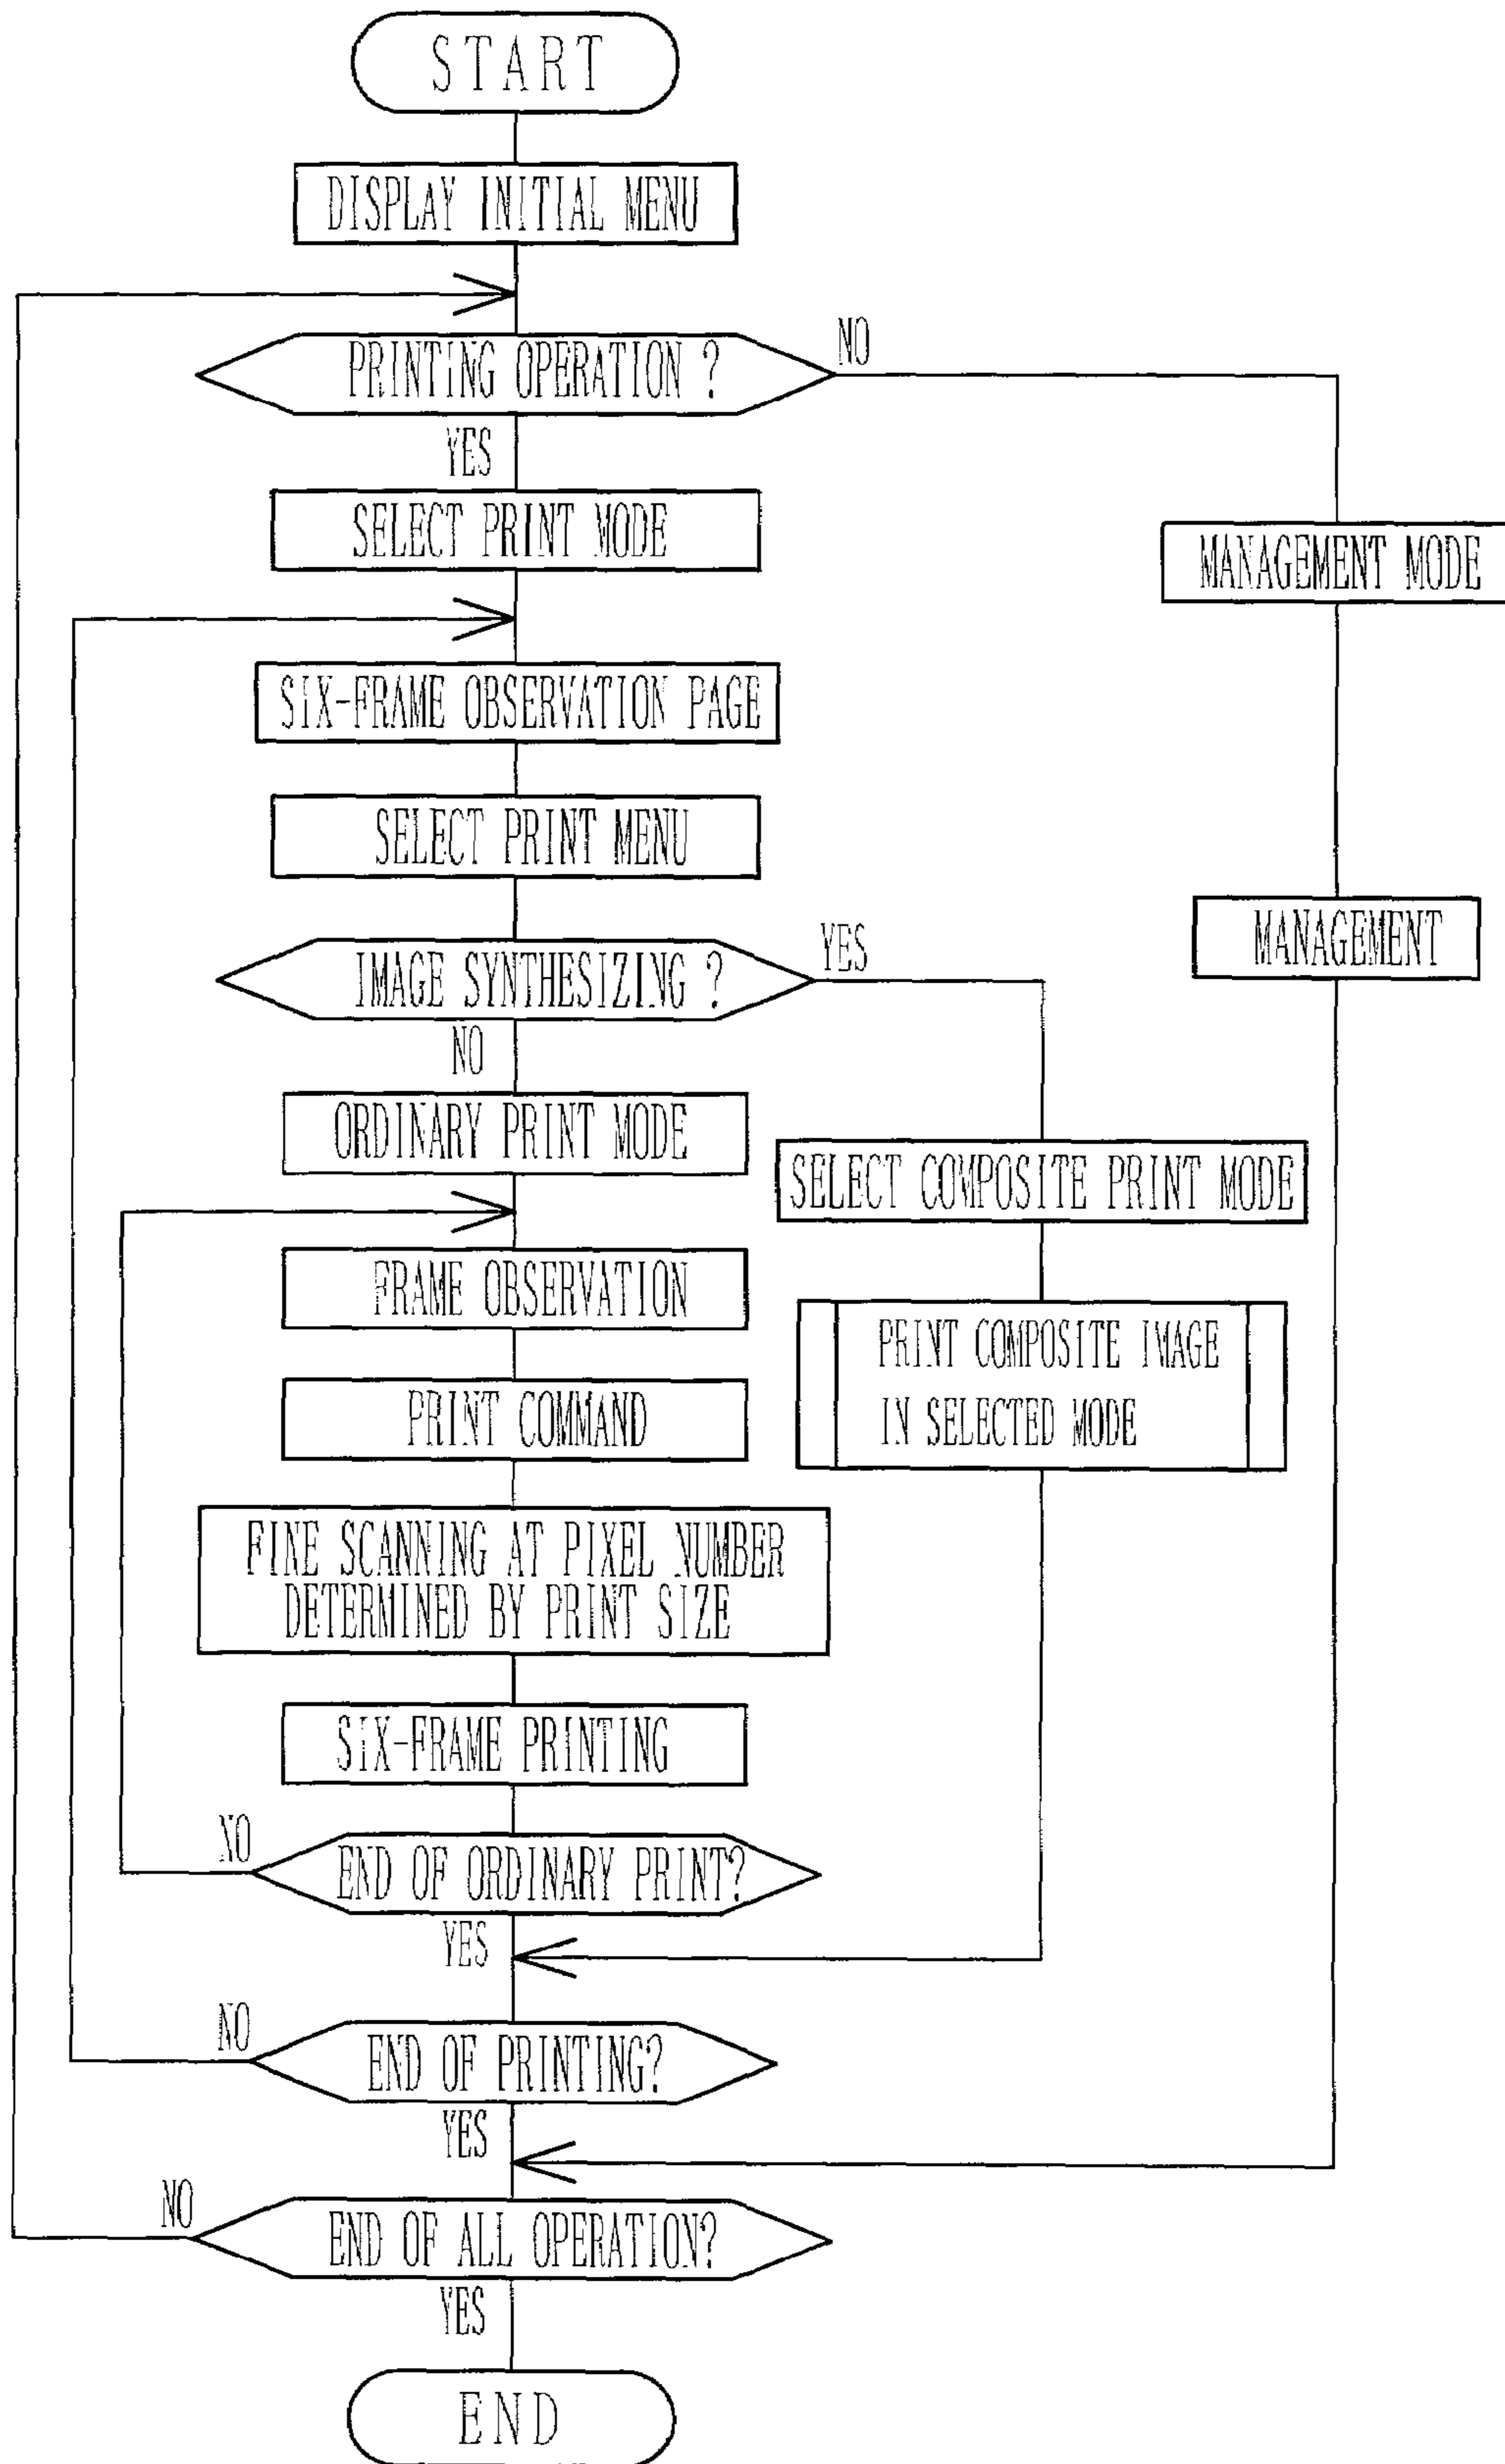 START
DISPLAY INITIAL MENU
PRINTING OPERATION ?
NO
YES
SELECT PRINT MODE
MANAGEMENT MODE
SIX-FRAME OBSERVATION PAGE
SELECT PRINT MENU
MANAGEMENT
IMAGE SYNTHESIZING ?
YES
NO
ORDINARY PRINT MODE
SELECT COMPOSITE PRINT MODE
FRAME OBSERVATION
PRINT COMPOSITE IMAGE
IN SELECTED MODE
PRINT COMMAND
FINE SCANNING AT PIXEL NUMBER
DETERMINED BY PRINT SIZE
SIX-FRAME PRINTING
NO
END OF ORDINARY PRINT?
YES
NO
END OF PRINTING?
YES
NO
END OF ALL OPERATION?
YES
END